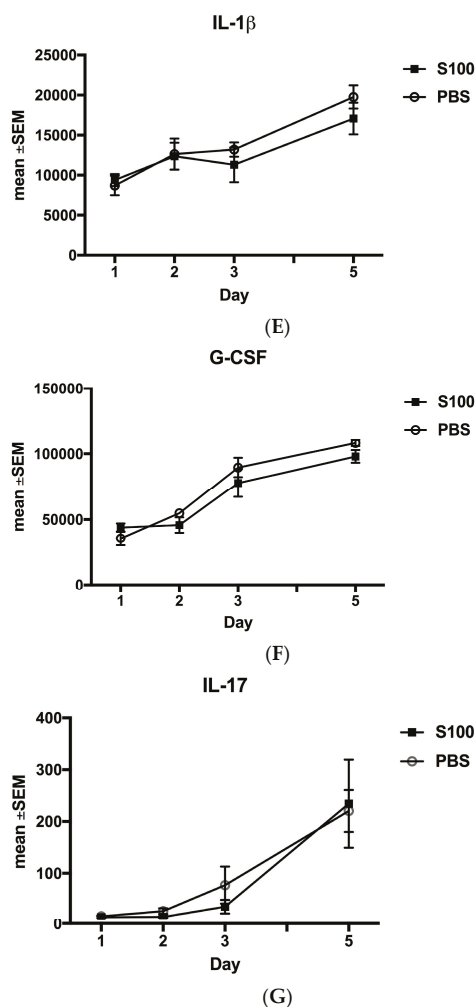 IL-1β
25000
20000
15000
10000
5000
0
mean ±SEM
1 2 3 5
Day
S100
PBS
(E)
G-CSF
150000
100000
50000
0
mean ±SEM
1 2 3 5
Day
S100
PBS
(F)
IL-17
400
300
200
100
0
mean ±SEM
1 2 3 5
Day
S100
PBS
(G)